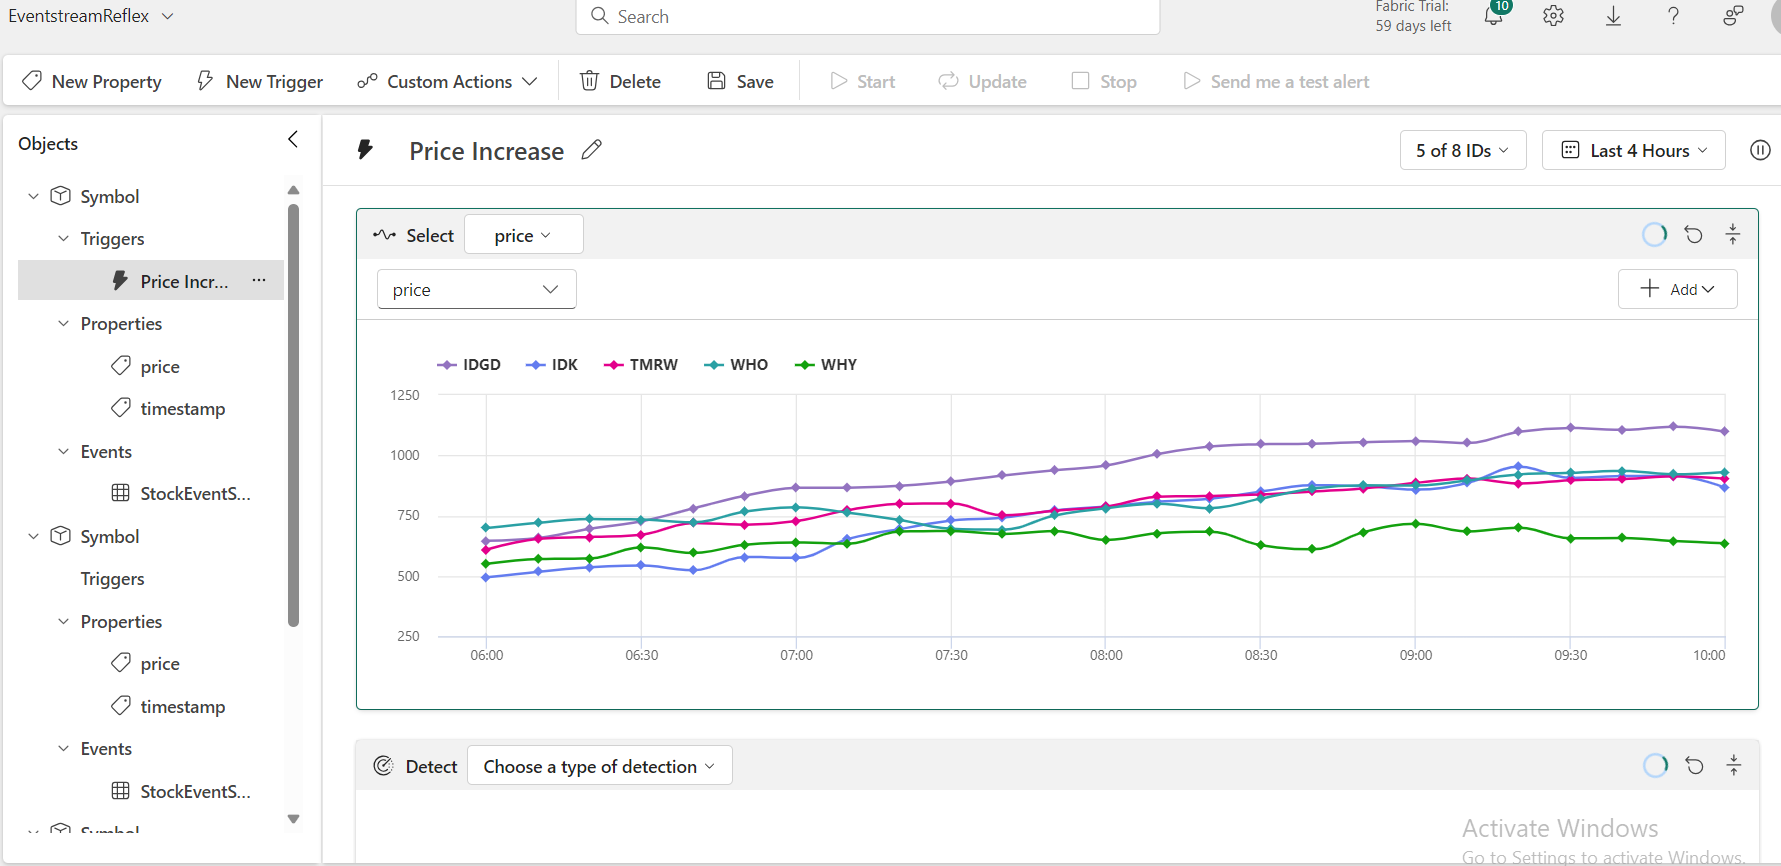 EventstreamReflex
Search
Fabric Trial:
59 days left
10
New Property
New Trigger
Custom Actions
Delete
Save
Start
Update
Stop
Send me a test alert
Objects
Symbol
Triggers
Price Incr...
Properties
price
timestamp
Events
StockEventS...
Symbol
Triggers
Properties
price
timestamp
Events
StockEventS...
Symbol
Price Increase
5 of 8 IDs
Last 4 Hours
Select price
price
Add
IDGD IDK TMRW WHO WHY
1250
1000
750
500
250
06:00 06:30 07:00 07:30 08:00 08:30 09:00 09:30 10:00
Detect Choose a type of detection
Activate Windows
Go to Settings to activate Windows.